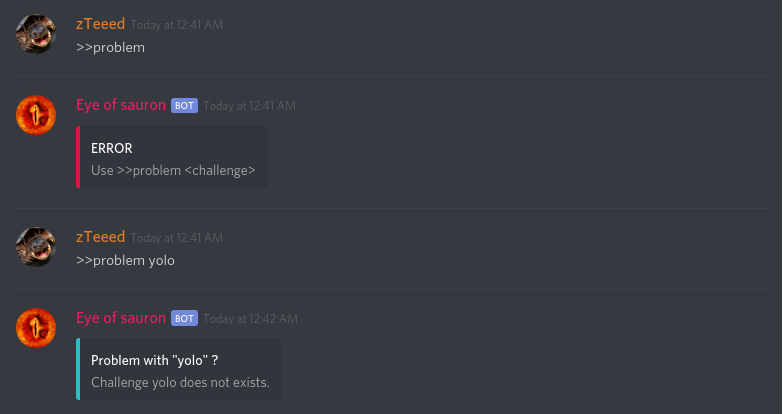 zTeeed Today at 12:41 AM
>>problem
Eye of sauron BOT Today at 12:41 AM
ERROR
Use >>problem <challenge>
zTeeed Today at 12:41 AM
>>problem yolo
Eye of sauron BOT Today at 12:42 AM
Problem with "yolo" ?
Challenge yolo does not exists.